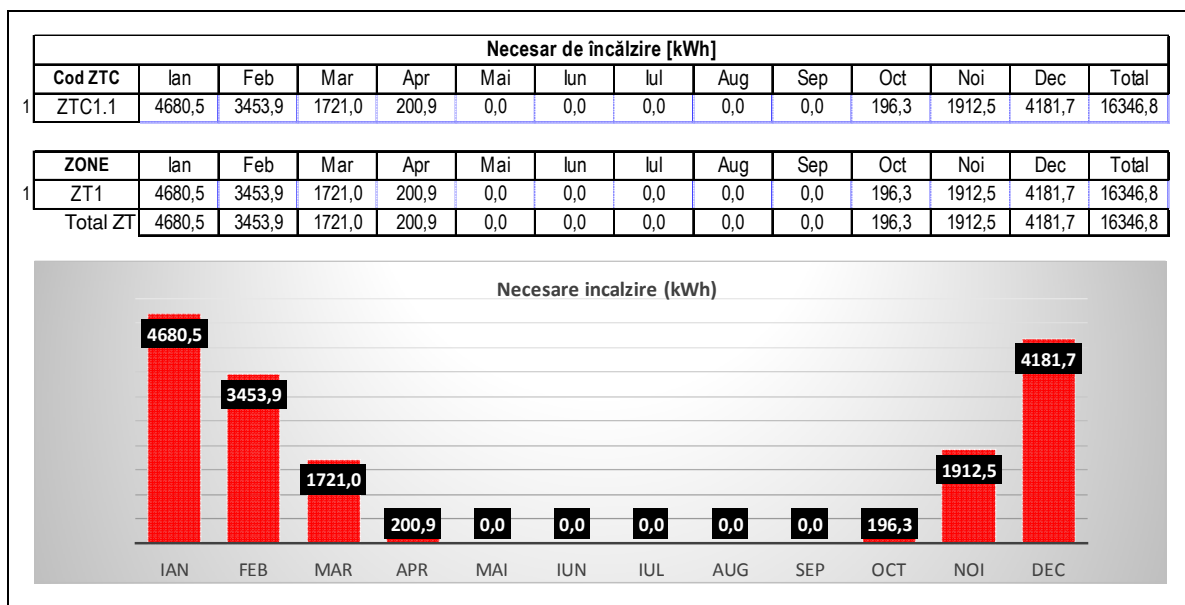 Necesar de încălzire [kWh]
Cod ZTC Ian Feb Mar Apr Mai Iun Iul Aug Sep Oct Noi Dec Total
1 ZTC1.1 4680,5 3453,9 1721,0 200,9 0,0 0,0 0,0 0,0 0,0 196,3 1912,5 4181,7 16346,8
ZONE Ian Feb Mar Apr Mai Iun Iul Aug Sep Oct Noi Dec Total
1 ZT1 4680,5 3453,9 1721,0 200,9 0,0 0,0 0,0 0,0 0,0 196,3 1912,5 4181,7 16346,8
Total ZT 4680,5 3453,9 1721,0 200,9 0,0 0,0 0,0 0,0 0,0 196,3 1912,5 4181,7 16346,8
Necesare incalzire (kWh)
4680,5 3453,9 1721,0 200,9 0,0 0,0 0,0 0,0 0,0 196,3 1912,5 4181,7
IAN FEB MAR APR MAI IUN IUL AUG SEP OCT NOI DEC